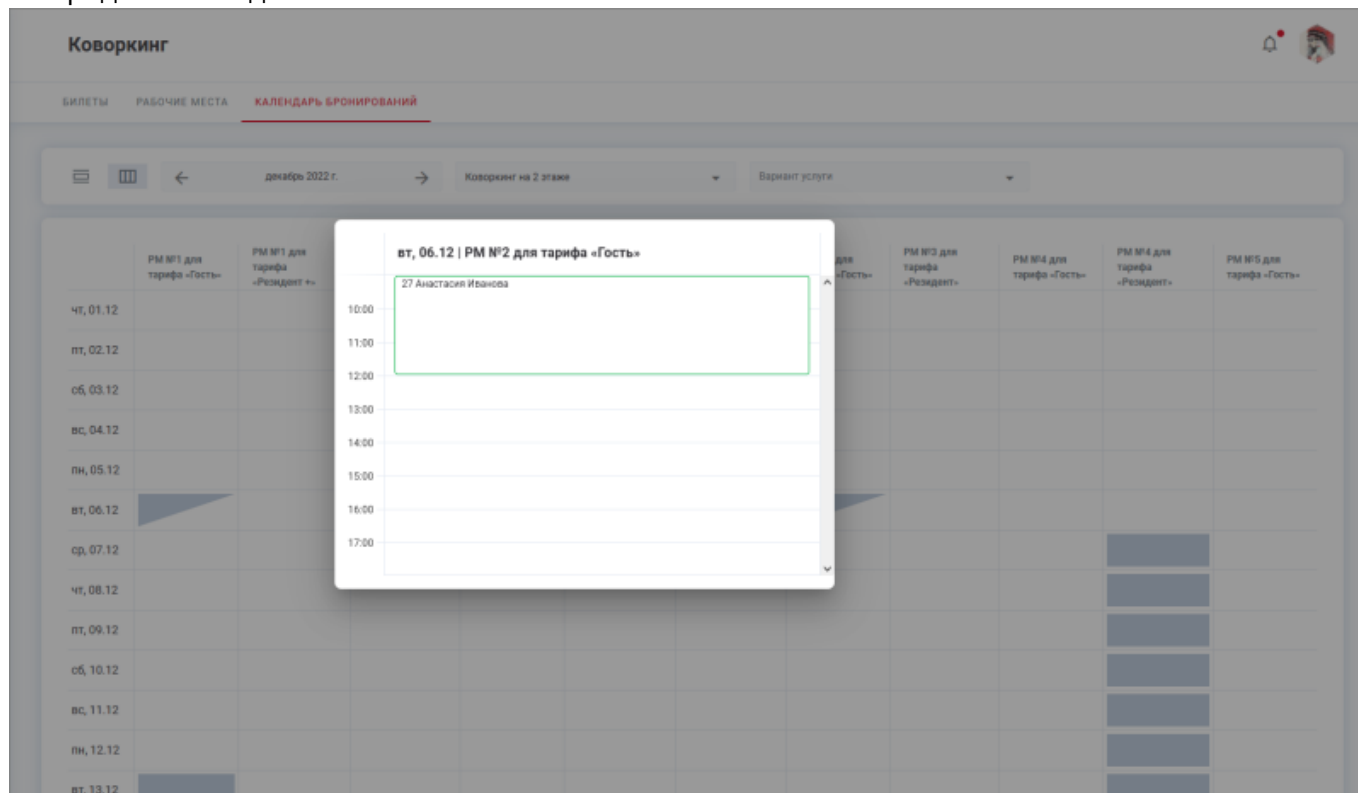 Коворкинг
БИЛЕТЫ РАБОЧИЕ МЕСТА КАЛЕНДАРЬ БРОНИРОВАНИЙ
декабрь 2022 г. Коворкинг на 2 этаже Вариант услуги
РМ №1 для тарифа «Гость»
РМ №1 для тарифа «Резидент +»
для «Гость»
РМ №3 для тарифа «Резидент»
РМ №4 для тарифа «Гость»
РМ №4 для тарифа «Резидент»
РМ №5 для тарифа «Гость»
вт, 06.12 | РМ №2 для тарифа «Гость»
27 Анастасия Иванова
10:00
11:00
12:00
13:00
14:00
15:00
16:00
17:00
чт, 01.12
пт, 02.12
сб, 03.12
вс, 04.12
пн, 05.12
вт, 06.12
ср, 07.12
чт, 08.12
пт, 09.12
сб, 10.12
вс, 11.12
пн, 12.12
вт, 13.12